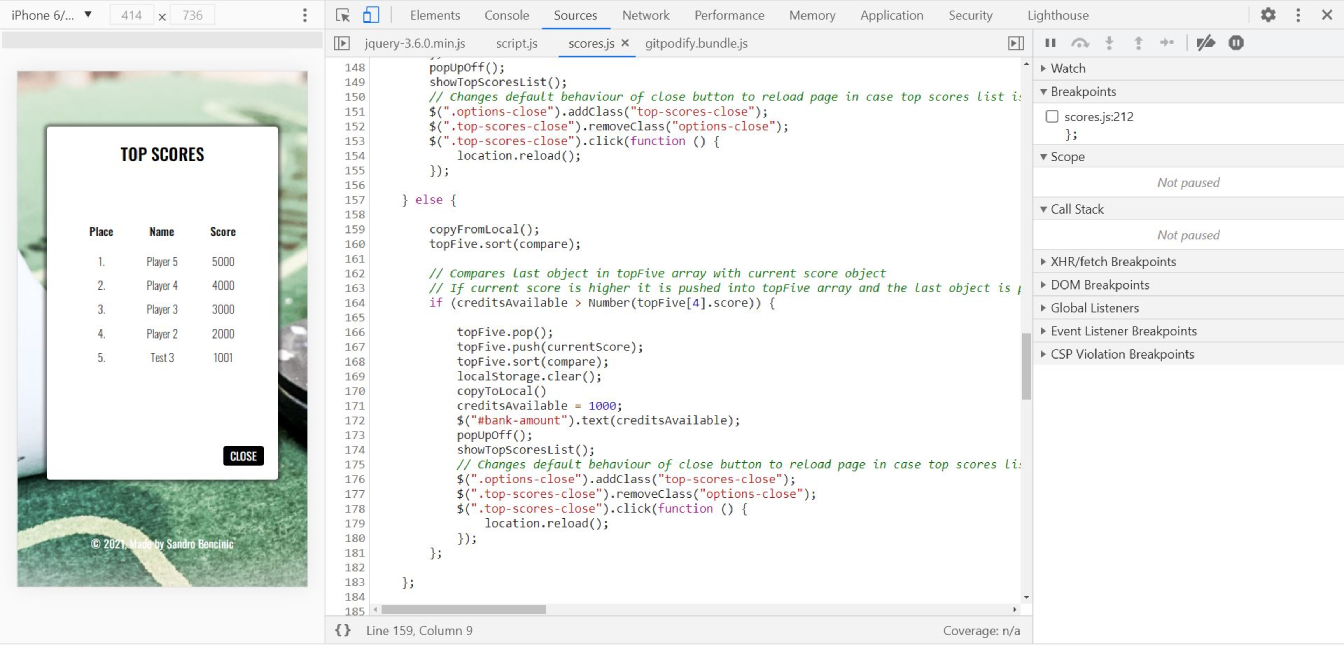 iPhone 6/... ▼ 414 x 736
Elements Console Sources Network Performance Memory Application Security Lighthouse
jquery-3.6.0.min.js script.js scores.js × gitpodify.bundle.js
TOP SCORES
Place Name Score
1. Player 5 5000
2. Player 4 4000
3. Player 3 3000
4. Player 2 2000
5. Test 3 1001
CLOSE
© 2021, Made by Sandro Bencinic
148 popUpOff();
149 showTopScoresList();
150 // Changes default behaviour of close button to reload page in case top scores list is
151 $(".options-close").addClass("top-scores-close");
152 $(".top-scores-close").removeClass("options-close");
153 $(".top-scores-close").click(function () {
154 location.reload();
155 });
156
157 } else {
158
159 copyFromLocal();
160 topFive.sort(compare);
161
162 // Compares last object in topFive array with current score object
163 // If current score is higher it is pushed into topFive array and the last object is p
164 if (creditsAvailable > Number(topFive[4].score)) {
165
166 topFive.pop();
167 topFive.push(currentScore);
168 topFive.sort(compare);
169 localStorage.clear();
170 copyToLocal()
171 creditsAvailable = 1000;
172 $("#bank-amount").text(creditsAvailable);
173 popUpOff();
174 showTopScoresList();
175 // Changes default behaviour of close button to reload page in case top scores lis
176 $(".options-close").addClass("top-scores-close");
177 $(".top-scores-close").removeClass("options-close");
178 $(".top-scores-close").click(function () {
179 location.reload();
180 });
181 };
182
183 };
184
185
{} Line 159, Column 9 Coverage: n/a
Watch
Breakpoints
scores.js:212
};
Scope
Not paused
Call Stack
Not paused
XHR/fetch Breakpoints
DOM Breakpoints
Global Listeners
Event Listener Breakpoints
CSP Violation Breakpoints